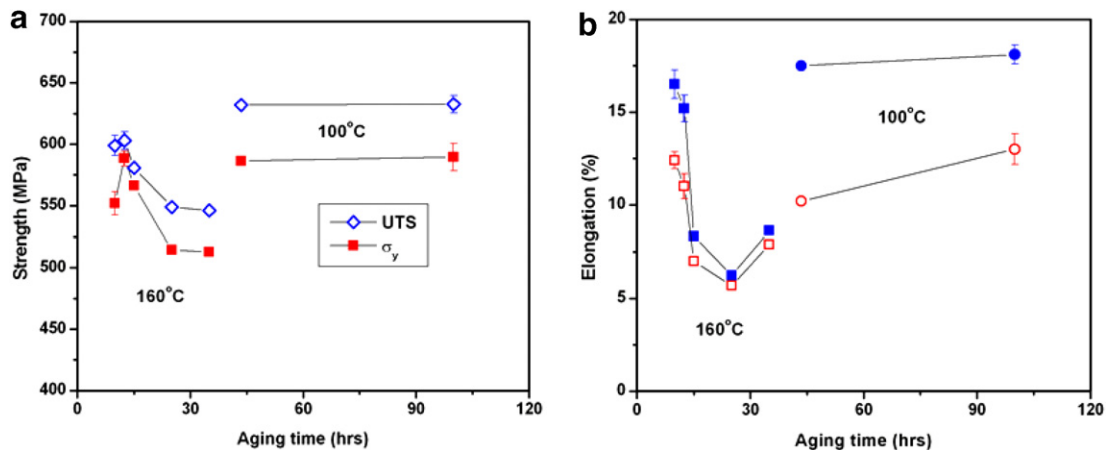 a
700
650
600
550
500
450
400
Strength (MPa)
100°C
UTS
σy
160°C
0
30
60
90
120
Aging time (hrs)
b
20
15
10
5
0
Elongation (%)
100°C
160°C
0
30
60
90
120
Aging time (hrs)